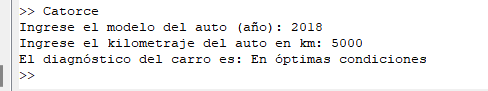 >> Catorce
Ingrese el modelo del auto (año): 2018
Ingrese el kilometraje del auto en km: 5000
El diagnóstico del carro es: En óptimas condiciones
>>